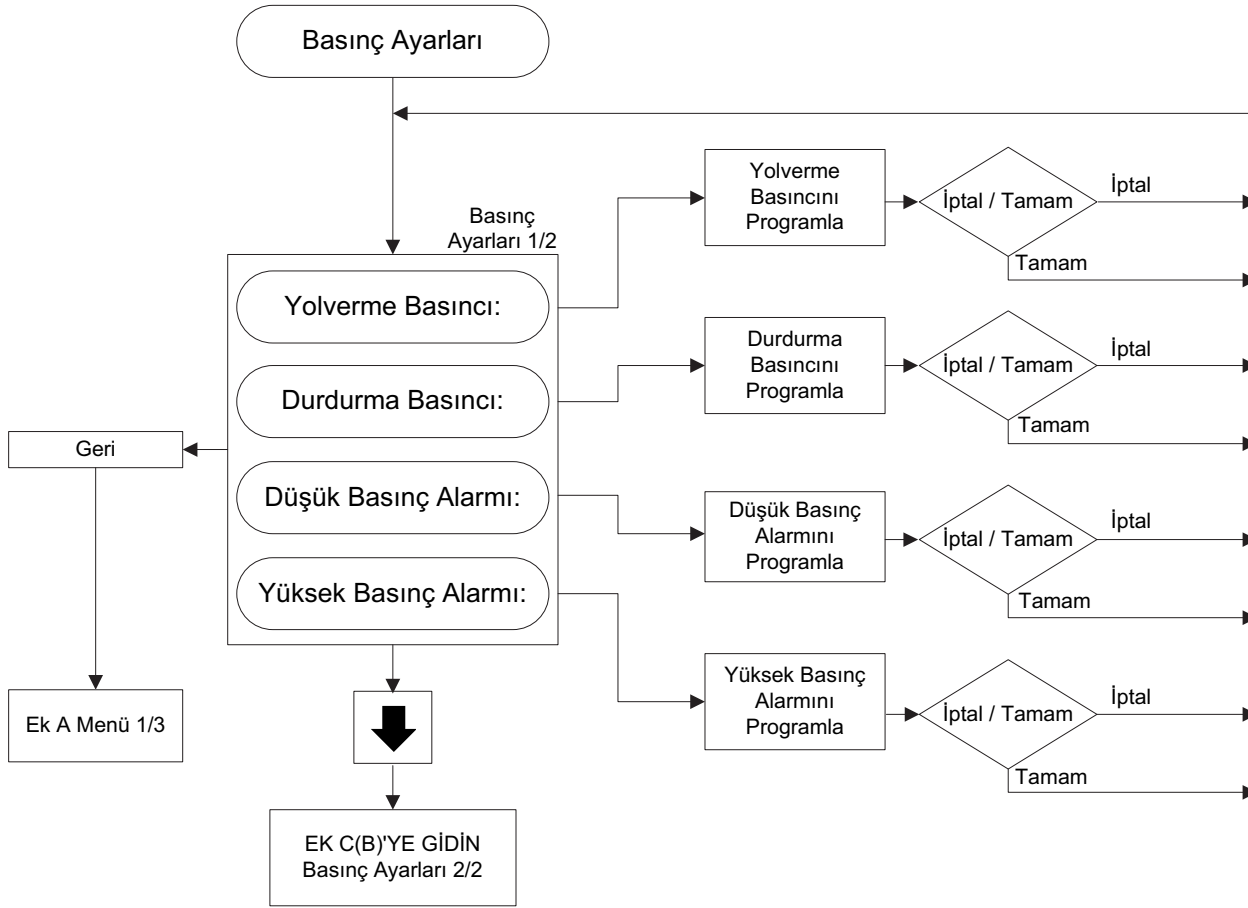 Basınç Ayarları
Basınç
Ayarları 1/2
Yolverme Basıncı:
Durdurma Basıncı:
Düşük Basınç Alarmı:
Yüksek Basınç Alarmı:
Geri
Ek A Menü 1/3
EK C(B)'YE GİDİN
Basınç Ayarları 2/2
Yolverme
Basıncını
Programla
İptal / Tamam
İptal
Tamam
Durdurma
Basıncını
Programla
İptal / Tamam
İptal
Tamam
Düşük Basınç
Alarmını
Programla
İptal / Tamam
İptal
Tamam
Yüksek Basınç
Alarmını
Programla
İptal / Tamam
İptal
Tamam